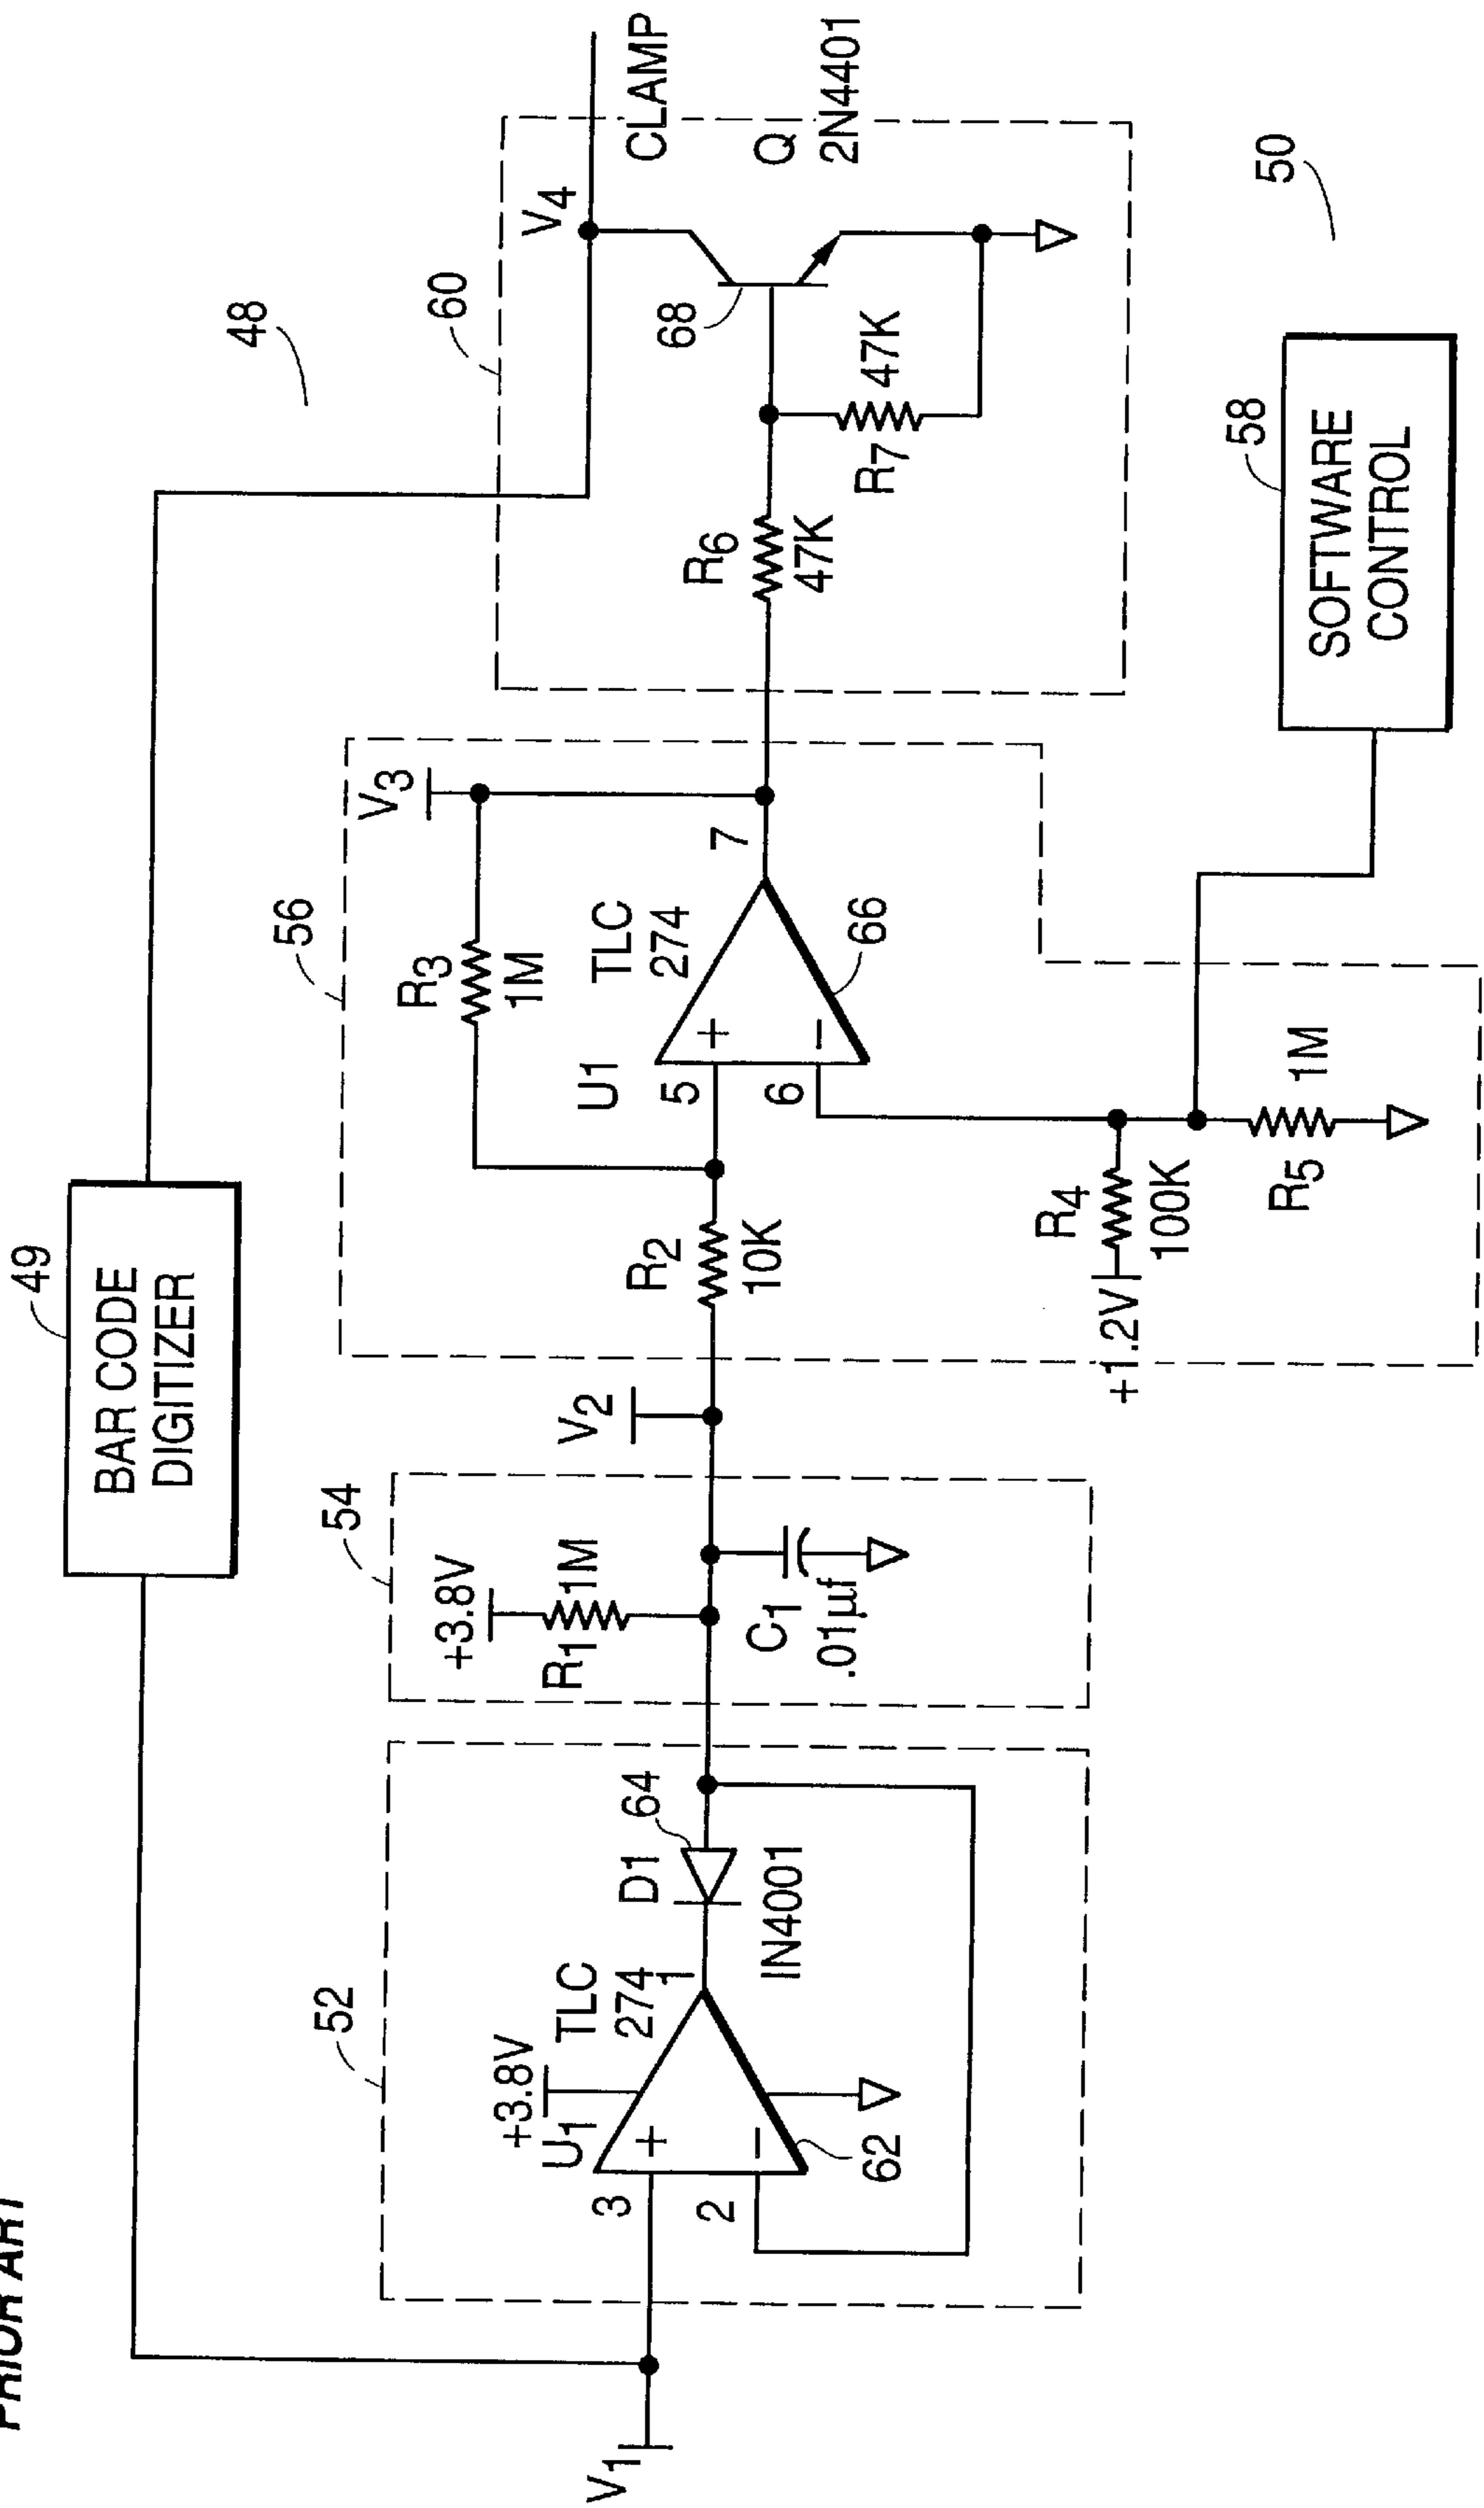 PRIOR ART
49
BAR CODE
DIGITIZER
48
50
52
54
56
60
58
V1
+3.8V
U1
TLC
274
3
2
1
62
D1
64
IN4001
+3.8V
R1
1M
C1
.01µf
V2
R2
10K
R3
1M
V3
U1
TLC
274
5
6
7
66
R4
100K
+1.2V
R5
1M
R6
47K
R7
47K
68
V4
CLAMP
Q
2N4401
SOFTWARE
CONTROL